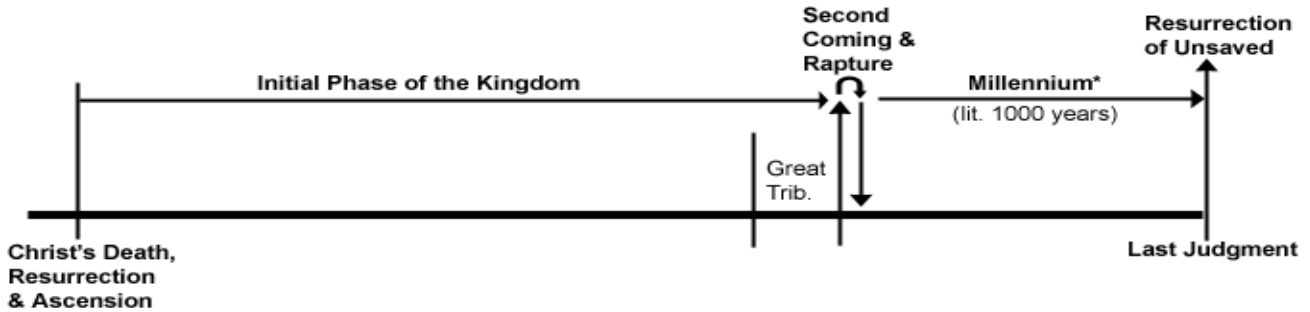 Second
Coming &
Rapture
Resurrection
of Unsaved
Initial Phase of the Kingdom
Millennium*
(lit. 1000 years)
Great
Trib.
Christ's Death,
Resurrection
& Ascension
Last Judgment